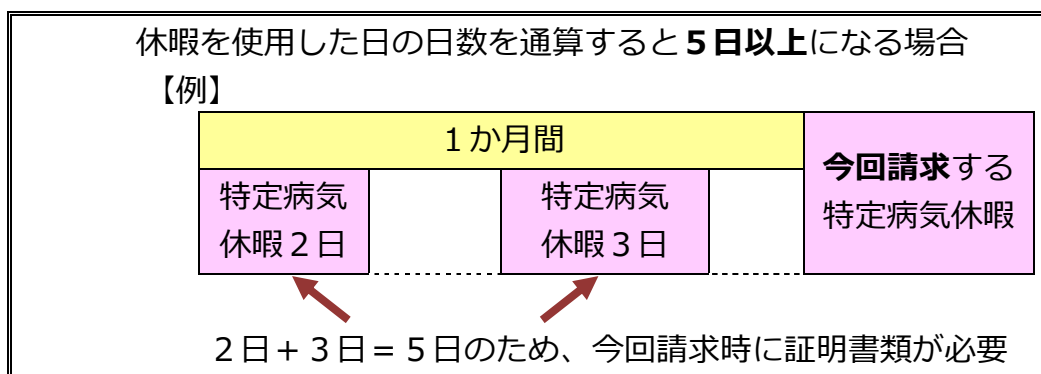 休暇を使用した日の日数を通算すると５日以上になる場合
【例】
１か月間
特定病気
休暇２日
特定病気
休暇３日
今回請求する
特定病気休暇
２日＋３日＝５日のため、今回請求時に証明書類が必要